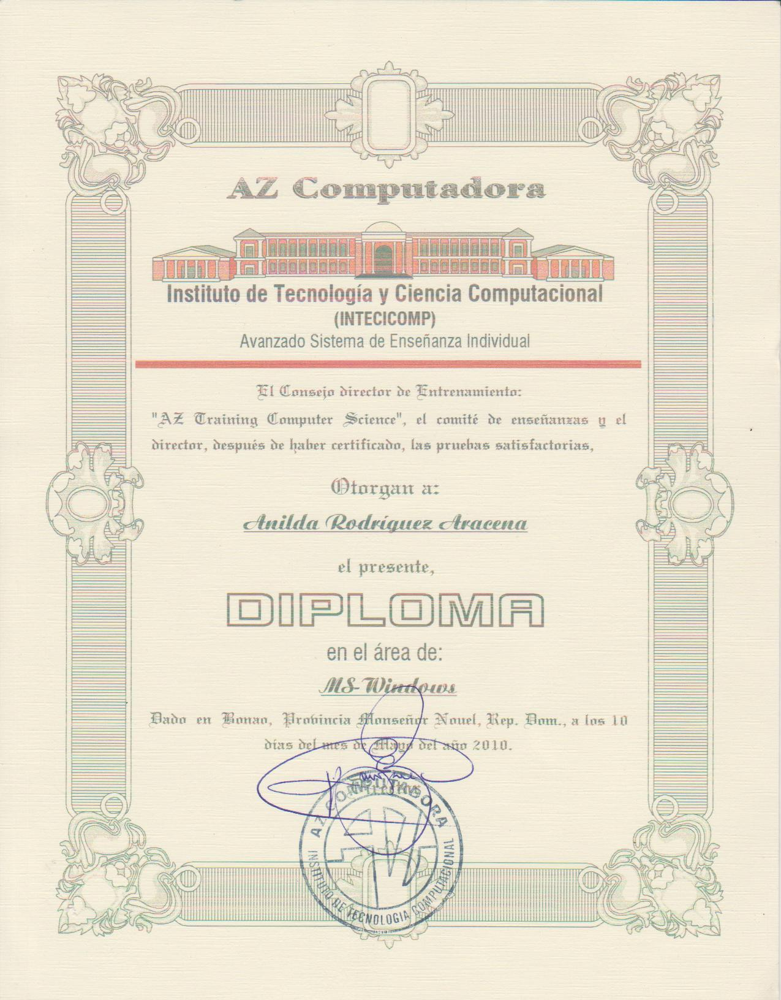 AZ Computadora
Instituto de Tecnología y Ciencia Computacional
(INTECICOMP)
Avanzado Sistema de Enseñanza Individual
El Consejo director de Entrenamiento:
"AZ Training Computer Science", el comité de enseñanzas y el
director, después de haber certificado, las pruebas satisfactorias,
Otorgan a:
Anilda Rodríguez Aracena
el presente,
DIPLOMA
en el área de:
MS-Windows
Dado en Bonao, Provincia Monseñor Nouel, Rep. Dom., a los 10
días del mes de Mayo del año 2010.
Director
AZ COMPUTADORA
INSTITUTO DE TECNOLOGIA COMPUTACIONAL